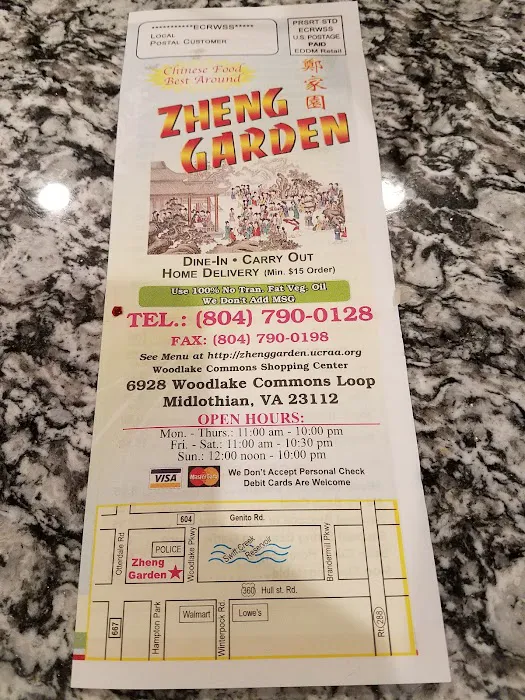 ***********ECRWSS*****
LOCAL
POSTAL CUSTOMER
PRSRT STD
ECRWSS
U.S. POSTAGE
PAID
EDDM Retail
Chinese Food
Best Around
鄭家園
ZHENG
GARDEN
DINE-IN • CARRY OUT
HOME DELIVERY (Min. $15 Order)
Use 100% No Tran. Fat Veg. Oil
We Don't Add MSG
TEL.: (804) 790-0128
FAX: (804) 790-0198
See Menu at http://zhenggarden.ucraa.org
Woodlake Commons Shopping Center
6928 Woodlake Commons Loop
Midlothian, VA 23112
OPEN HOURS:
Mon. - Thurs.: 11:00 am - 10:00 pm
Fri. - Sat.: 11:00 am - 10:30 pm
Sun.: 12:00 noon - 10:00 pm
VISA
MasterCard
We Don't Accept Personal Check
Debit Cards Are Welcome
604
Genito Rd.
Otterdale Rd
POLICE
Woodlake Pkwy
Swift Creek
Reservoir
Brandermill Pkwy
Zheng
Garden
360 Hull st. Rd.
667
Hampton Park
Walmart
Winterpock Rd.
Lowe's
Rt. 288